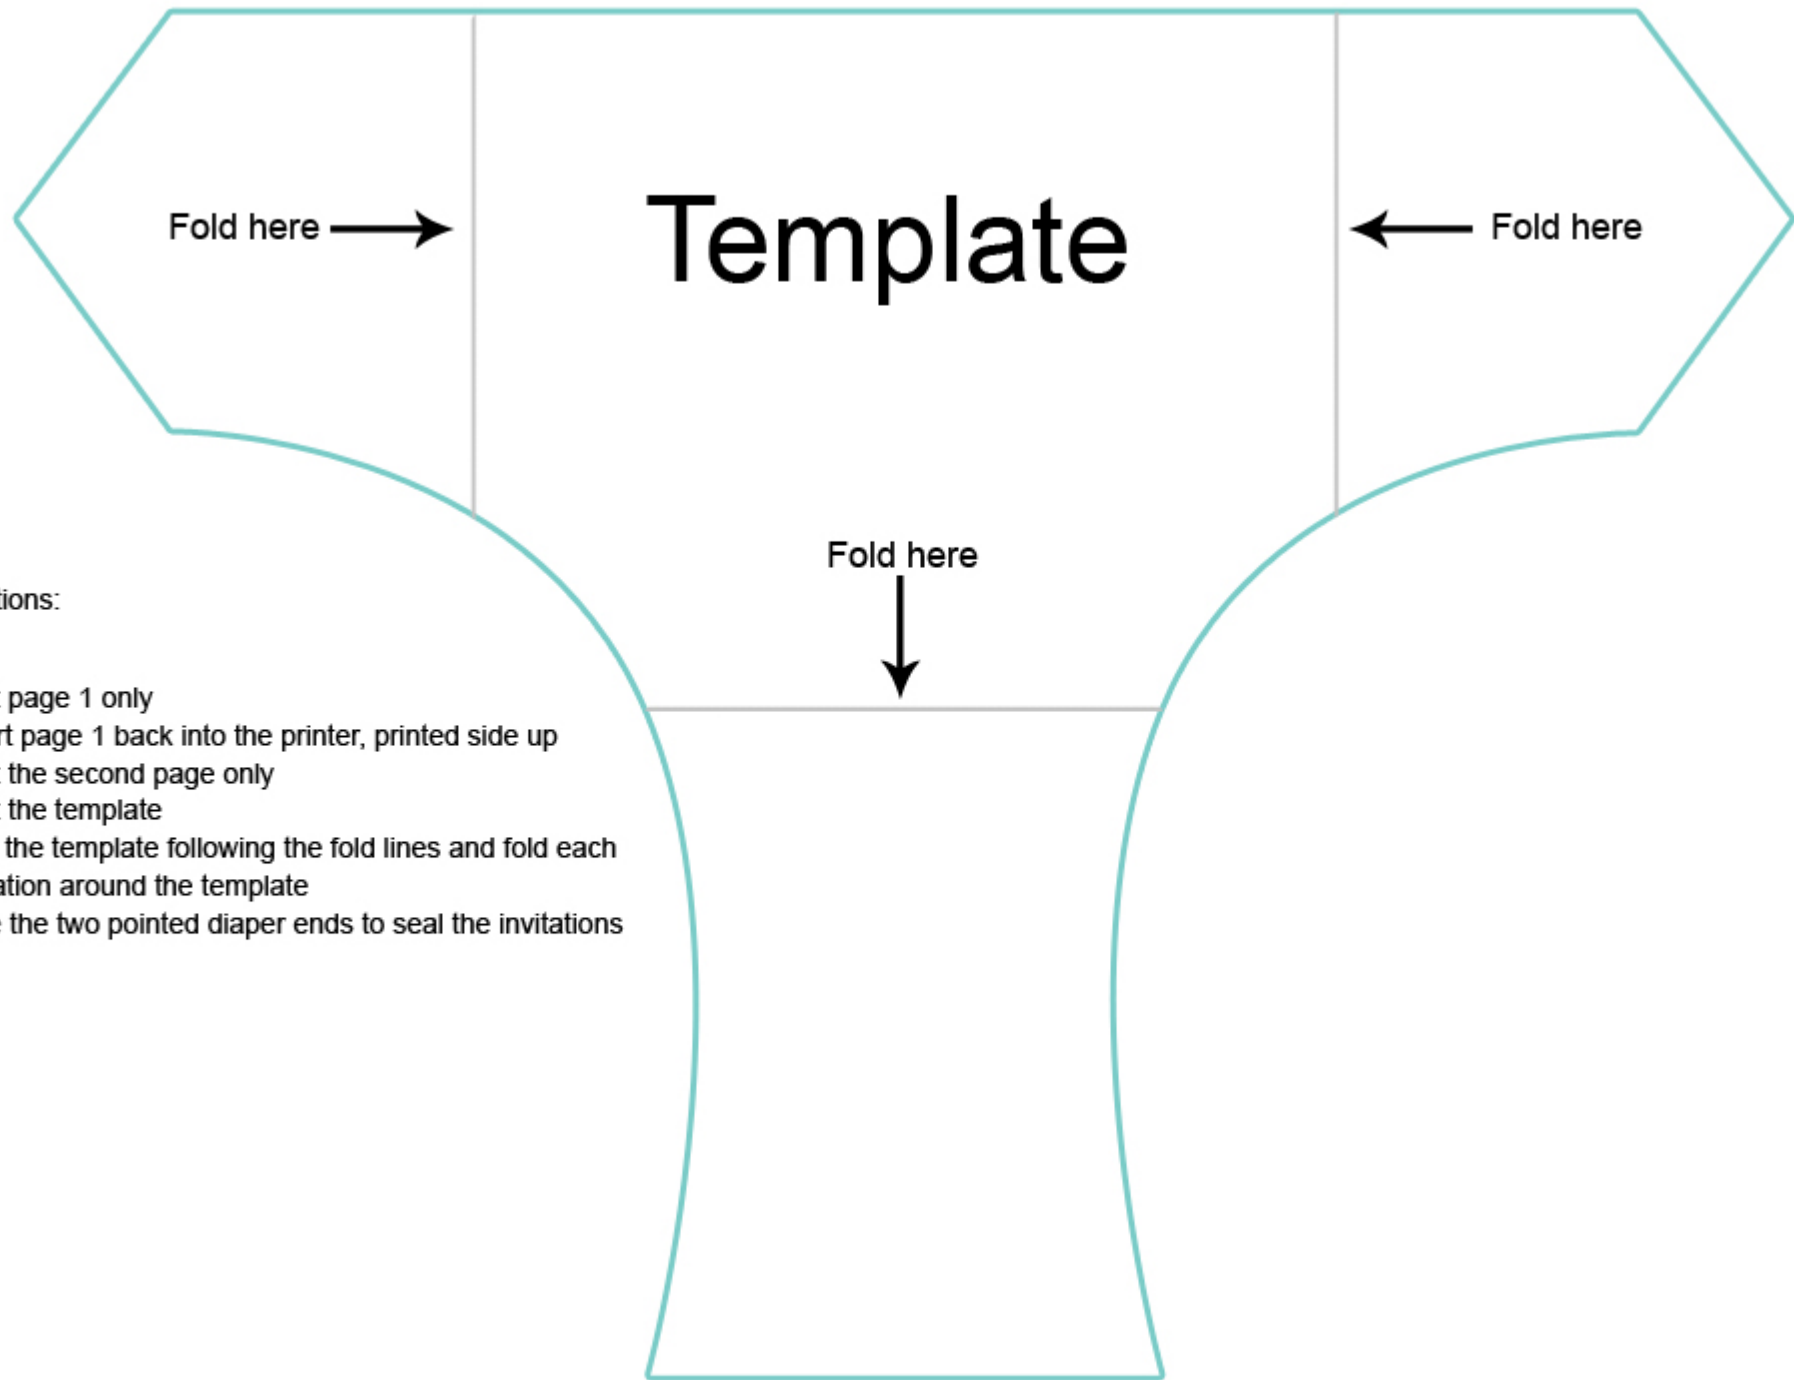 Fold here
Template
Fold here
Fold here
tions:
page 1 only
rt page 1 back into the printer, printed side up
the second page only
the template
the template following the fold lines and fold each
ation around the template
the two pointed diaper ends to seal the invitations